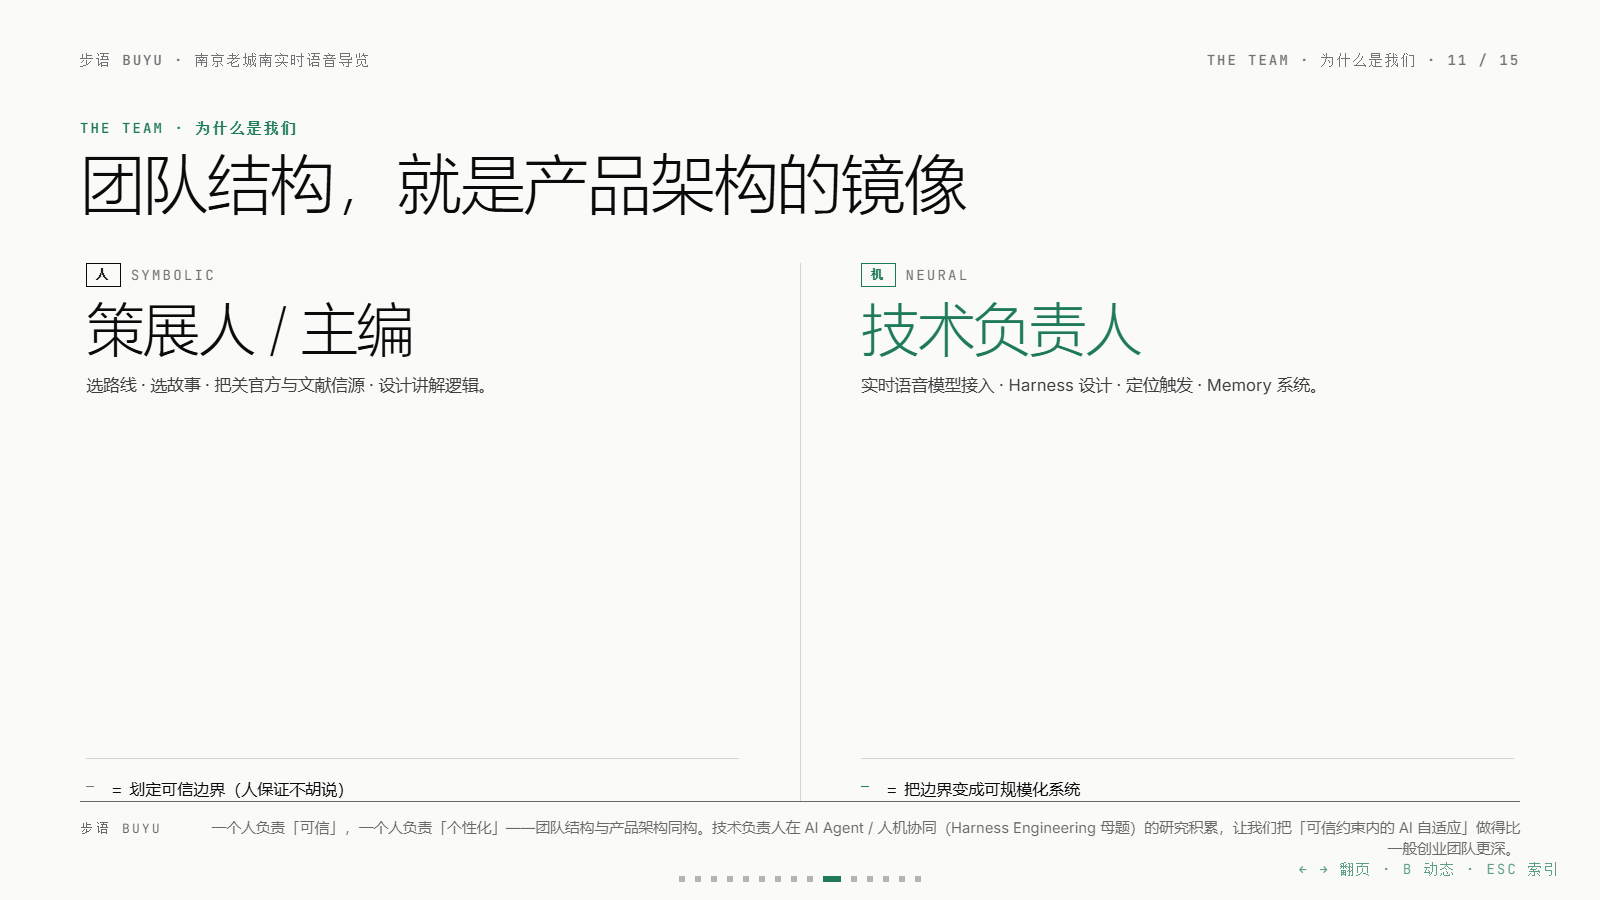 步语 BUYU · 南京老城南实时语音导览
THE TEAM · 为什么是我们 · 11 / 15
THE TEAM · 为什么是我们
团队结构，就是产品架构的镜像
人 SYMBOLIC
策展人 / 主编
选路线 · 选故事 · 把关官方与文献信源 · 设计讲解逻辑。
— = 划定可信边界（人保证不胡说）
机 NEURAL
技术负责人
实时语音模型接入 · Harness 设计 · 定位触发 · Memory 系统。
— = 把边界变成可规模化系统
步语 BUYU
一个人负责「可信」，一个人负责「个性化」——团队结构与产品架构同构。技术负责人在 AI Agent / 人机协同（Harness Engineering 母题）的研究积累，让我们把「可信约束内的 AI 自适应」做得比
一般创业团队更深。
← → 翻页 · B 动态 · ESC 索引